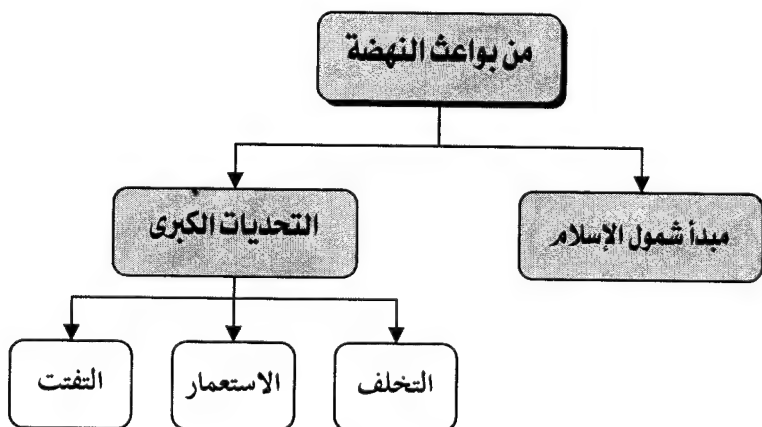 من بواعث النهضة
مبدأ شمول الإسلام
التحديات الكبرى
التخلف
الاستعمار
التفتت